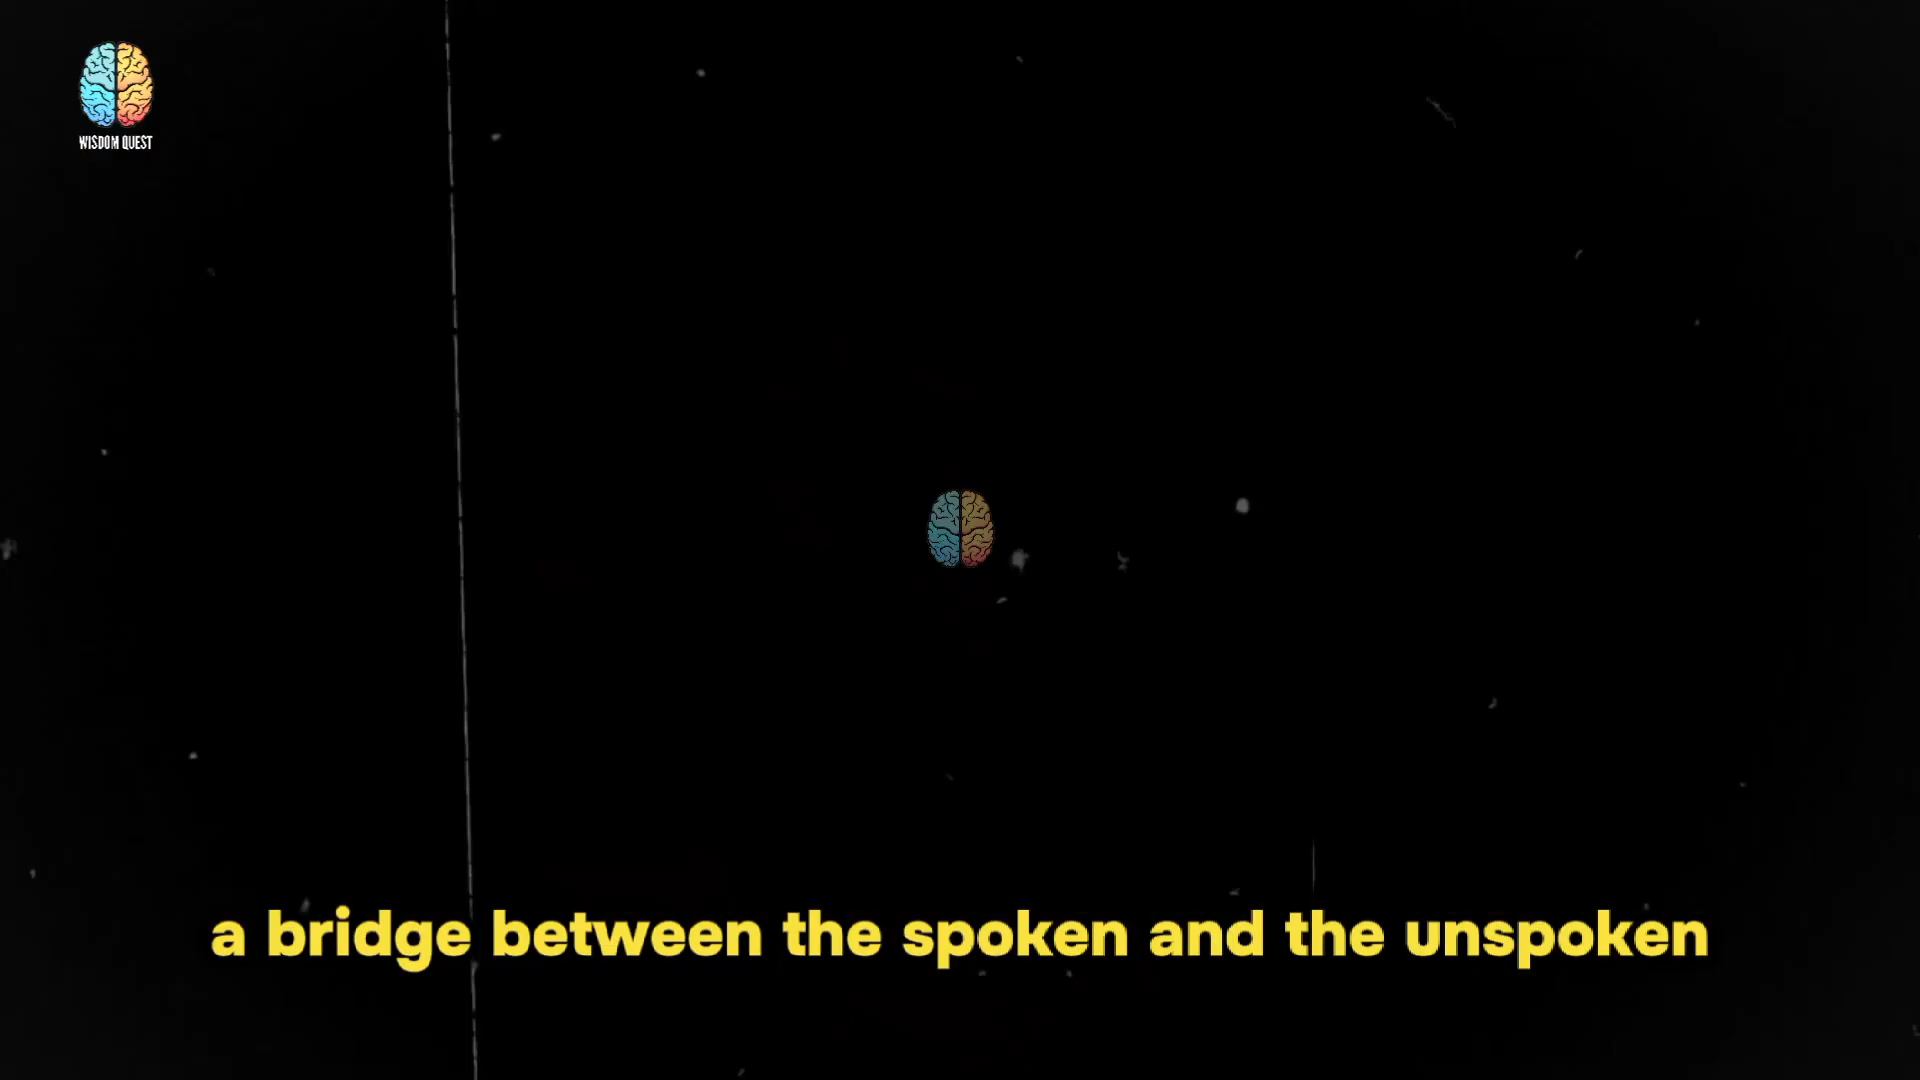 WISDOM QUEST
a bridge between the spoken and the unspoken